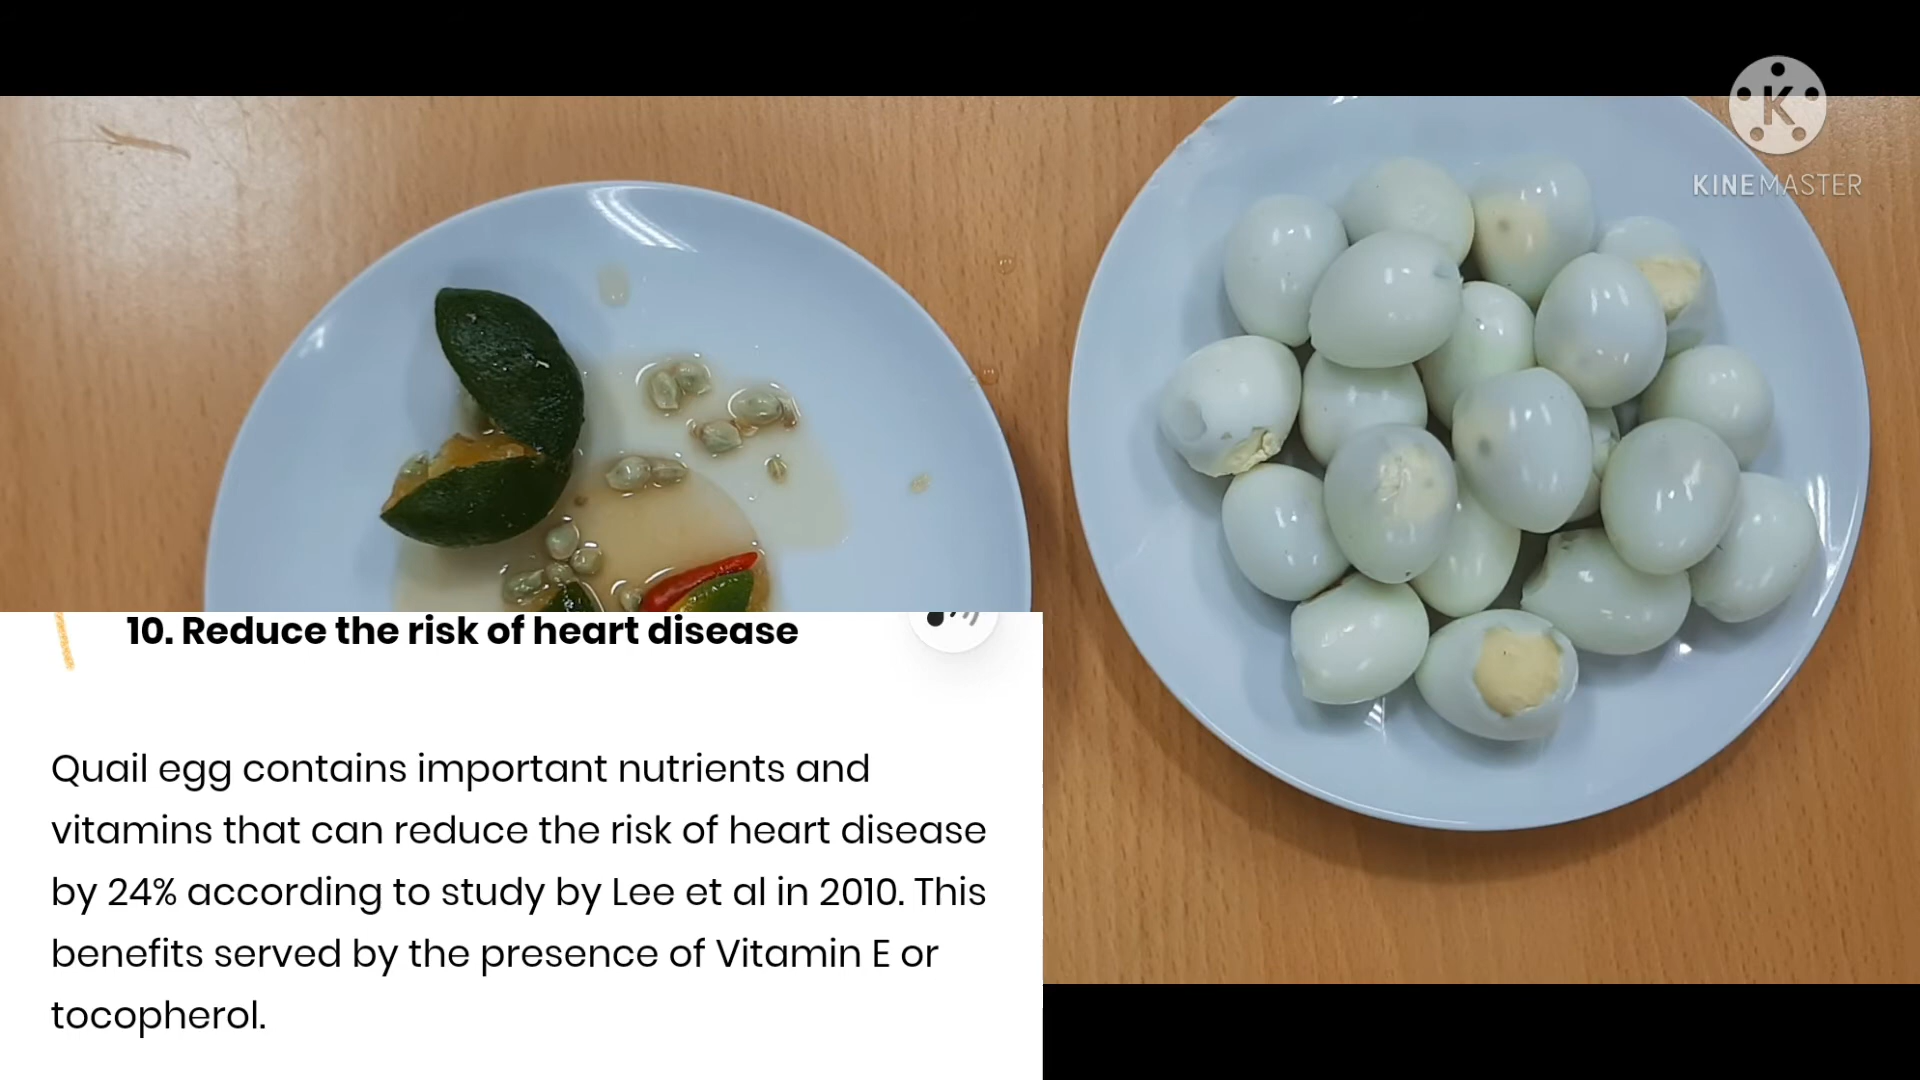 K
KINEMASTER
10. Reduce the risk of heart disease
Quail egg contains important nutrients and
vitamins that can reduce the risk of heart disease
by 24% according to study by Lee et al in 2010. This
benefits served by the presence of Vitamin E or
tocopherol.